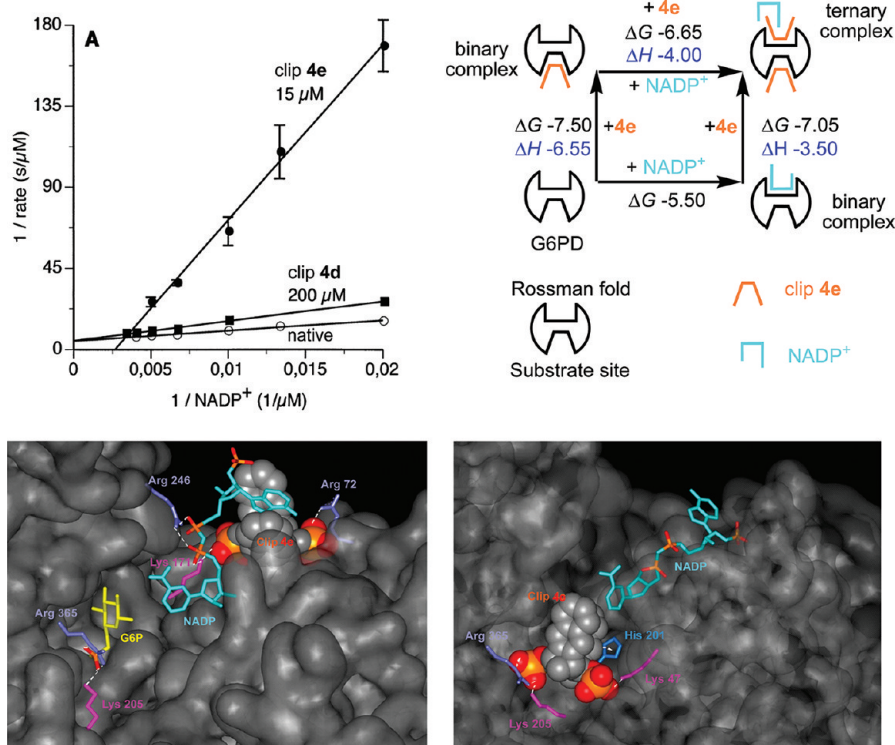 A
180
135
90
45
0
1 / rate (s/µM)
clip 4e
15 µM
clip 4d
200 µM
native
0
0,005
0,01
0,015
0,02
1 / NADP+ (1/µM)
+ 4e
ΔG -6.65
ΔH -4.00
+ NADP+
binary
complex
ternary
complex
ΔG -7.50
ΔH -6.55
+4e
+4e
ΔG -7.05
ΔH -3.50
+ NADP+
ΔG -5.50
G6PD
binary
complex
Rossman fold
Substrate site
clip 4e
NADP+
Arg 246
Arg 72
Clip 4e
NADP
Arg 365
G6P
Lys 205
NADP
Clip 4e
His 201
Lys 205